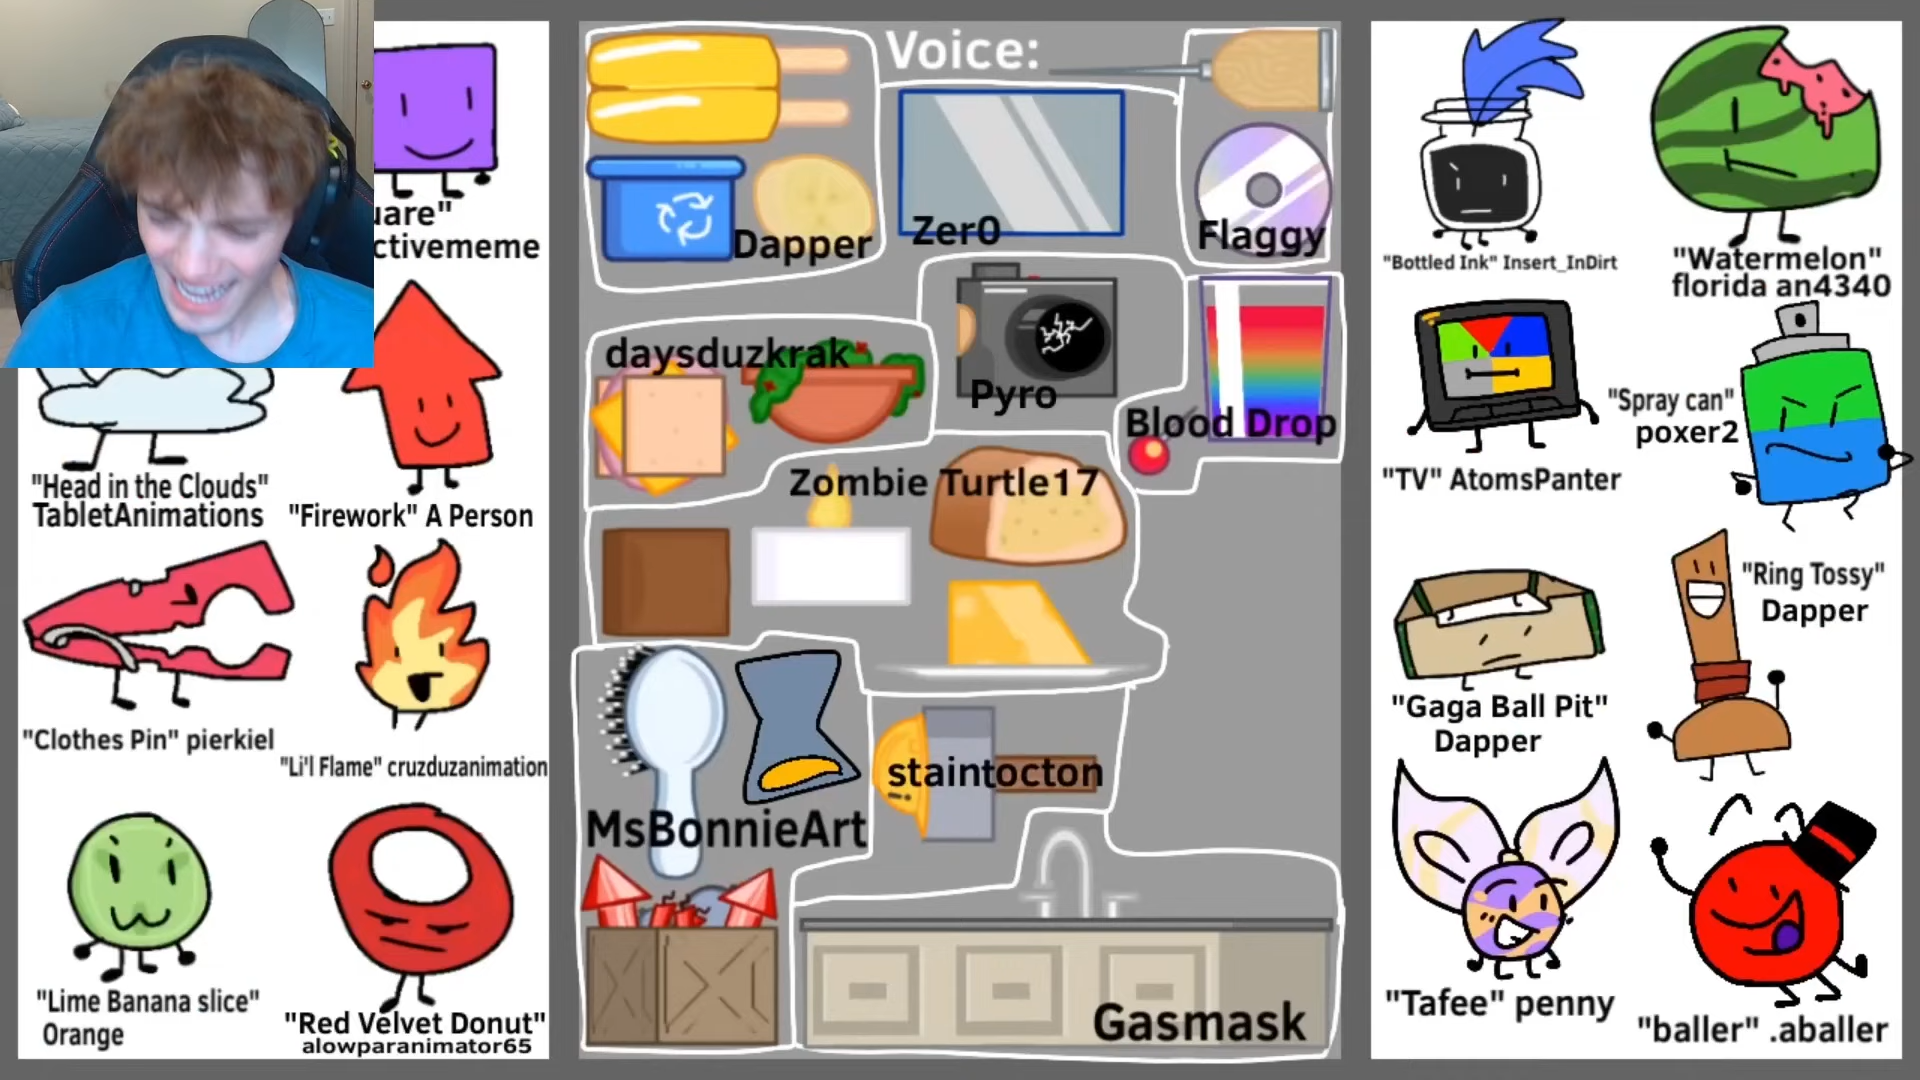 uare"
ctivememe
"Head in the Clouds"
TabletAnimations
"Firework" A Person
"Clothes Pin" pierkiel
"Li'l Flame" cruzduzanimation
"Lime Banana slice"
Orange
"Red Velvet Donut"
alowparanimator65
Voice:
Dapper
Zer0
Flaggy
daysduzkrak
Pyro
Blood Drop
Zombie Turtle17
MsBonnieArt
staintocton
Gasmask
"Bottled Ink" Insert_InDirt
"Watermelon"
florida an4340
"TV" AtomsPanter
"Spray can"
poxer2
"Gaga Ball Pit"
Dapper
"Ring Tossy"
Dapper
"Tafee" penny
"baller" .aballer